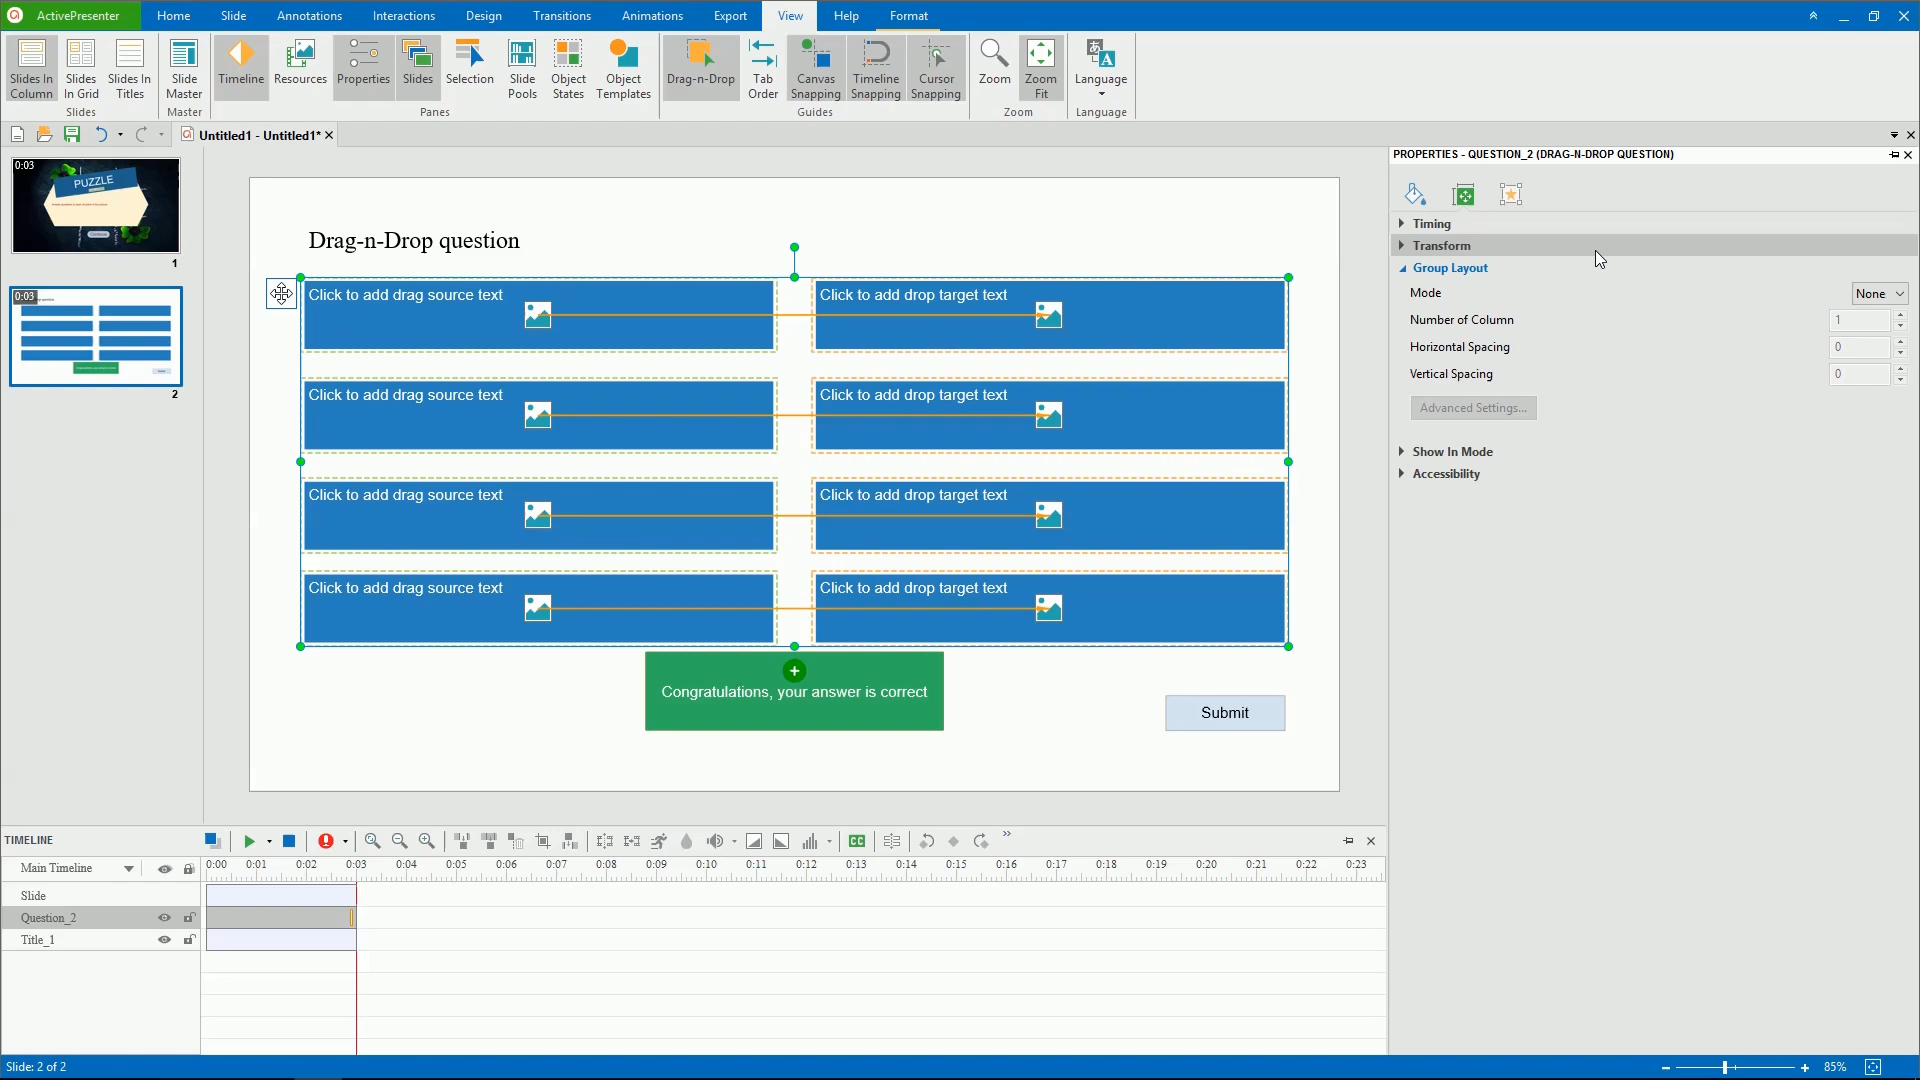 ActivePresenter Home Slide Annotations Interactions Design Transitions Animations Export View Help Format
Slides In Column
Slides In Grid
Slides In Titles
Slides
Slide Master
Master
Timeline
Resources
Properties
Slides
Selection
Slide Pools
Object States
Object Templates
Panes
Drag-n-Drop
Tab Order
Canvas Snapping
Timeline Snapping
Cursor Snapping
Guides
Zoom
Zoom Fit
Zoom
Language
Language
Untitled1 - Untitled1*
0:03
PUZZLE
1
0:03
2
Drag-n-Drop question
Click to add drag source text
Click to add drop target text
Click to add drag source text
Click to add drop target text
Click to add drag source text
Click to add drop target text
Click to add drag source text
Click to add drop target text
Congratulations, your answer is correct
Submit
PROPERTIES - QUESTION_2 (DRAG-N-DROP QUESTION)
Timing
Transform
Group Layout
Mode None
Number of Column 1
Horizontal Spacing 0
Vertical Spacing 0
Advanced Settings...
Show In Mode
Accessibility
TIMELINE
CC
Main Timeline
0:00 0:01 0:02 0:03 0:04 0:05 0:06 0:07 0:08 0:09 0:10 0:11 0:12 0:13 0:14 0:15 0:16 0:17 0:18 0:19 0:20 0:21 0:22 0:23
Slide
Question_2
Title_1
Slide: 2 of 2
85%